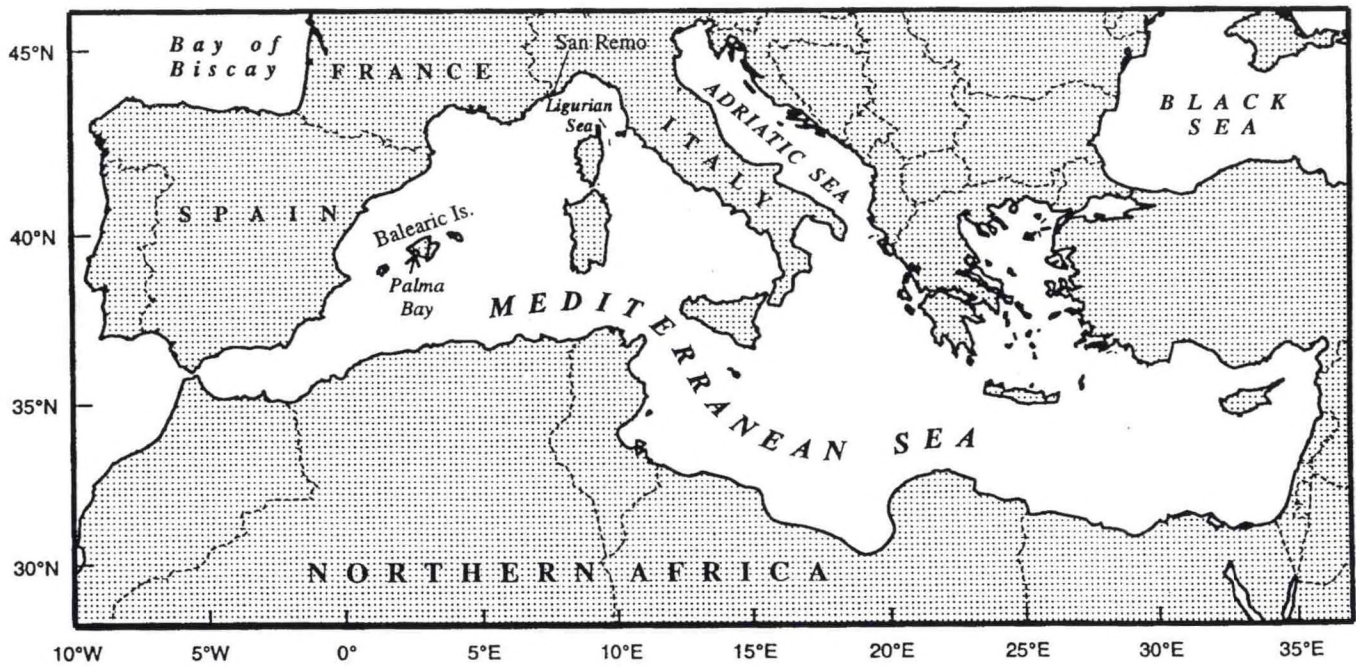 45°N
40°N
35°N
30°N
Bay of
Biscay
FRANCE
San Remo
Ligurian
Sea
ITALY
ADRIATIC SEA
BLACK
SEA
SPAIN
Balearic Is.
Palma
Bay
MEDITERRANEAN SEA
NORTHERN AFRICA
10°W 5°W 0° 5°E 10°E 15°E 20°E 25°E 30°E 35°E